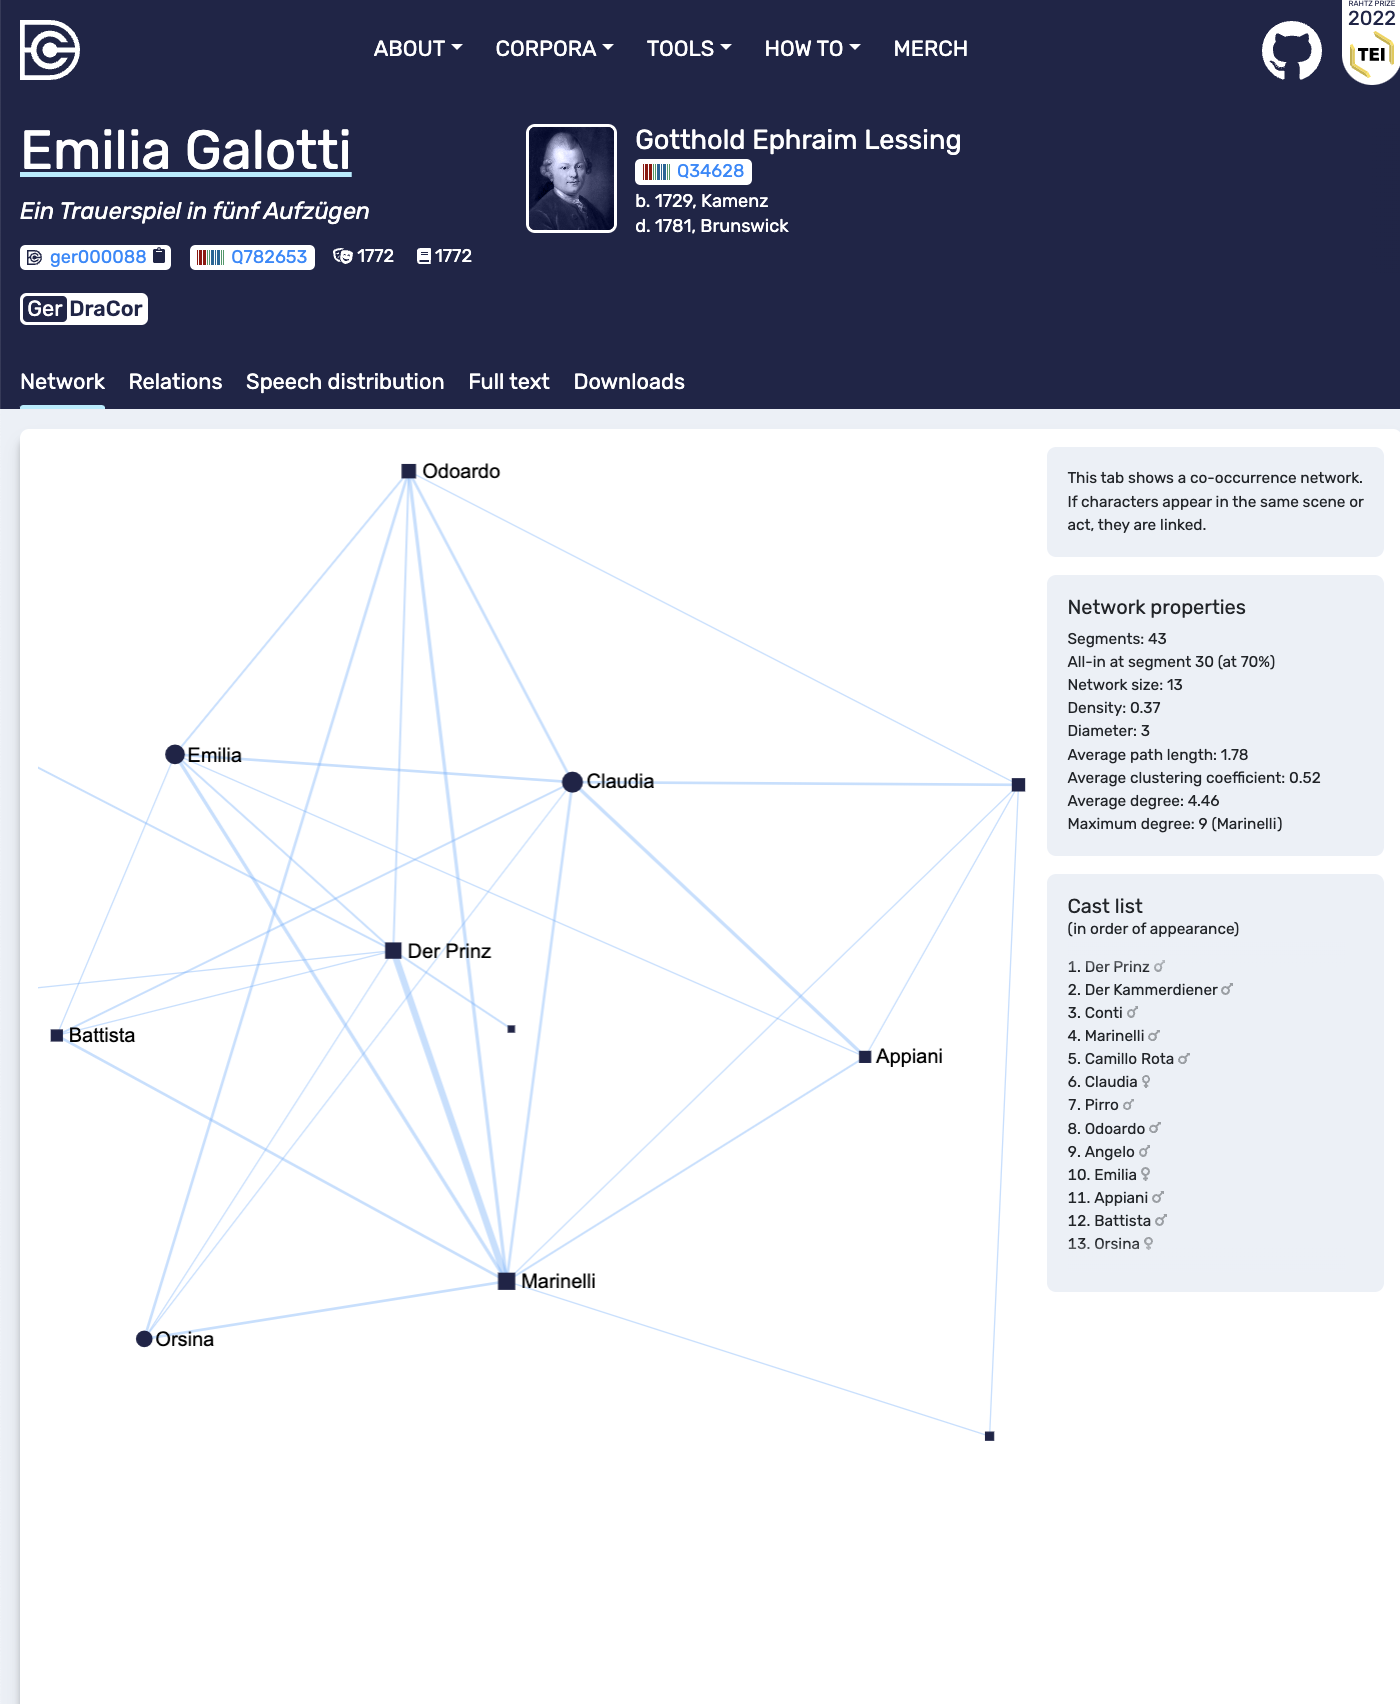 ABOUT CORPORA TOOLS HOW TO MERCH
RAHTZ PRIZE
2022
TEI
Emilia Galotti
Ein Trauerspiel in fünf Aufzügen
ger000088 Q782653 1772 1772
GerDraCor
Gotthold Ephraim Lessing
Q34628
b. 1729, Kamenz
d. 1781, Brunswick
Network Relations Speech distribution Full text Downloads
Odoardo
Emilia
Claudia
Der Prinz
Battista
Appiani
Marinelli
Orsina
This tab shows a co-occurrence network.
If characters appear in the same scene or
act, they are linked.
Network properties
Segments: 43
All-in at segment 30 (at 70%)
Network size: 13
Density: 0.37
Diameter: 3
Average path length: 1.78
Average clustering coefficient: 0.52
Average degree: 4.46
Maximum degree: 9 (Marinelli)
Cast list
(in order of appearance)
1. Der Prinz ♂
2. Der Kammerdiener ♂
3. Conti ♂
4. Marinelli ♂
5. Camillo Rota ♂
6. Claudia ♀
7. Pirro ♂
8. Odoardo ♂
9. Angelo ♂
10. Emilia ♀
11. Appiani ♂
12. Battista ♂
13. Orsina ♀